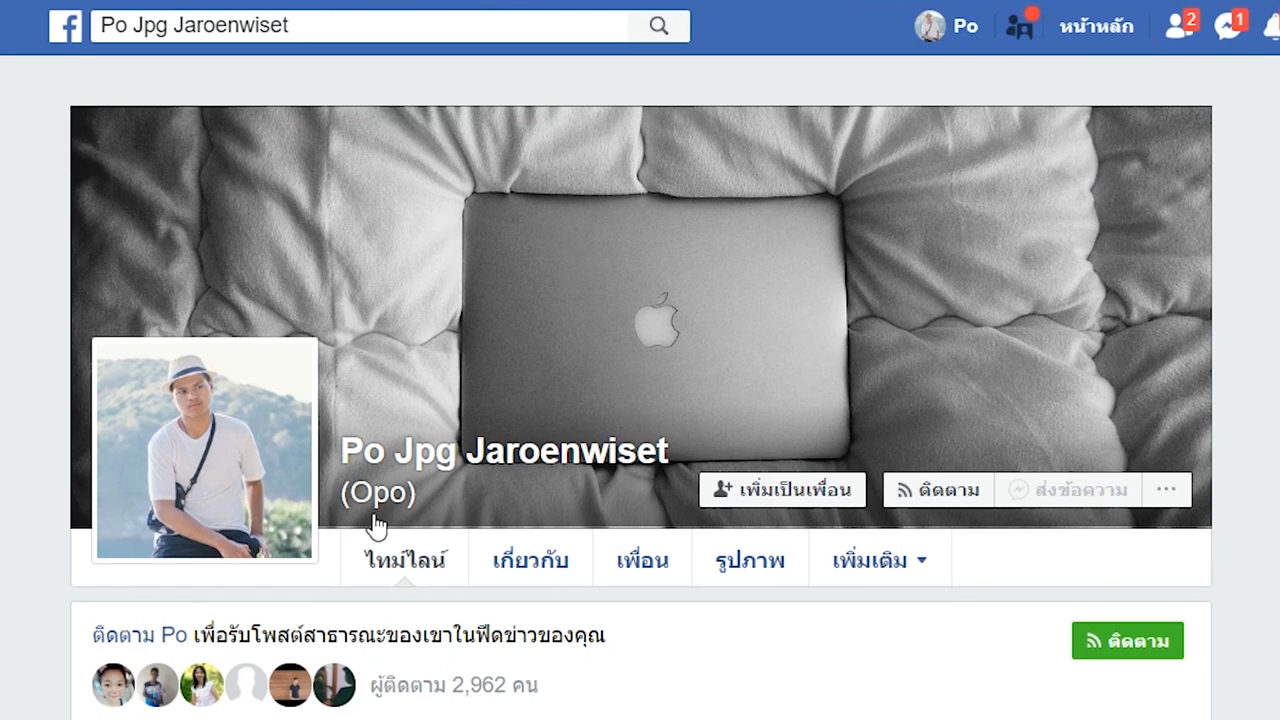 f Po Jpg Jaroenwiset Po หน้าหลัก 2 1
Po Jpg Jaroenwiset
(Opo)
เพิ่มเป็นเพื่อน ติดตาม ส่งข้อความ ...
ไทม์ไลน์ เกี่ยวกับ เพื่อน รูปภาพ เพิ่มเติม
ติดตาม Po เพื่อรับโพสต์สาธารณะของเขาในฟีดข่าวของคุณ
ติดตาม
ผู้ติดตาม 2,962 คน